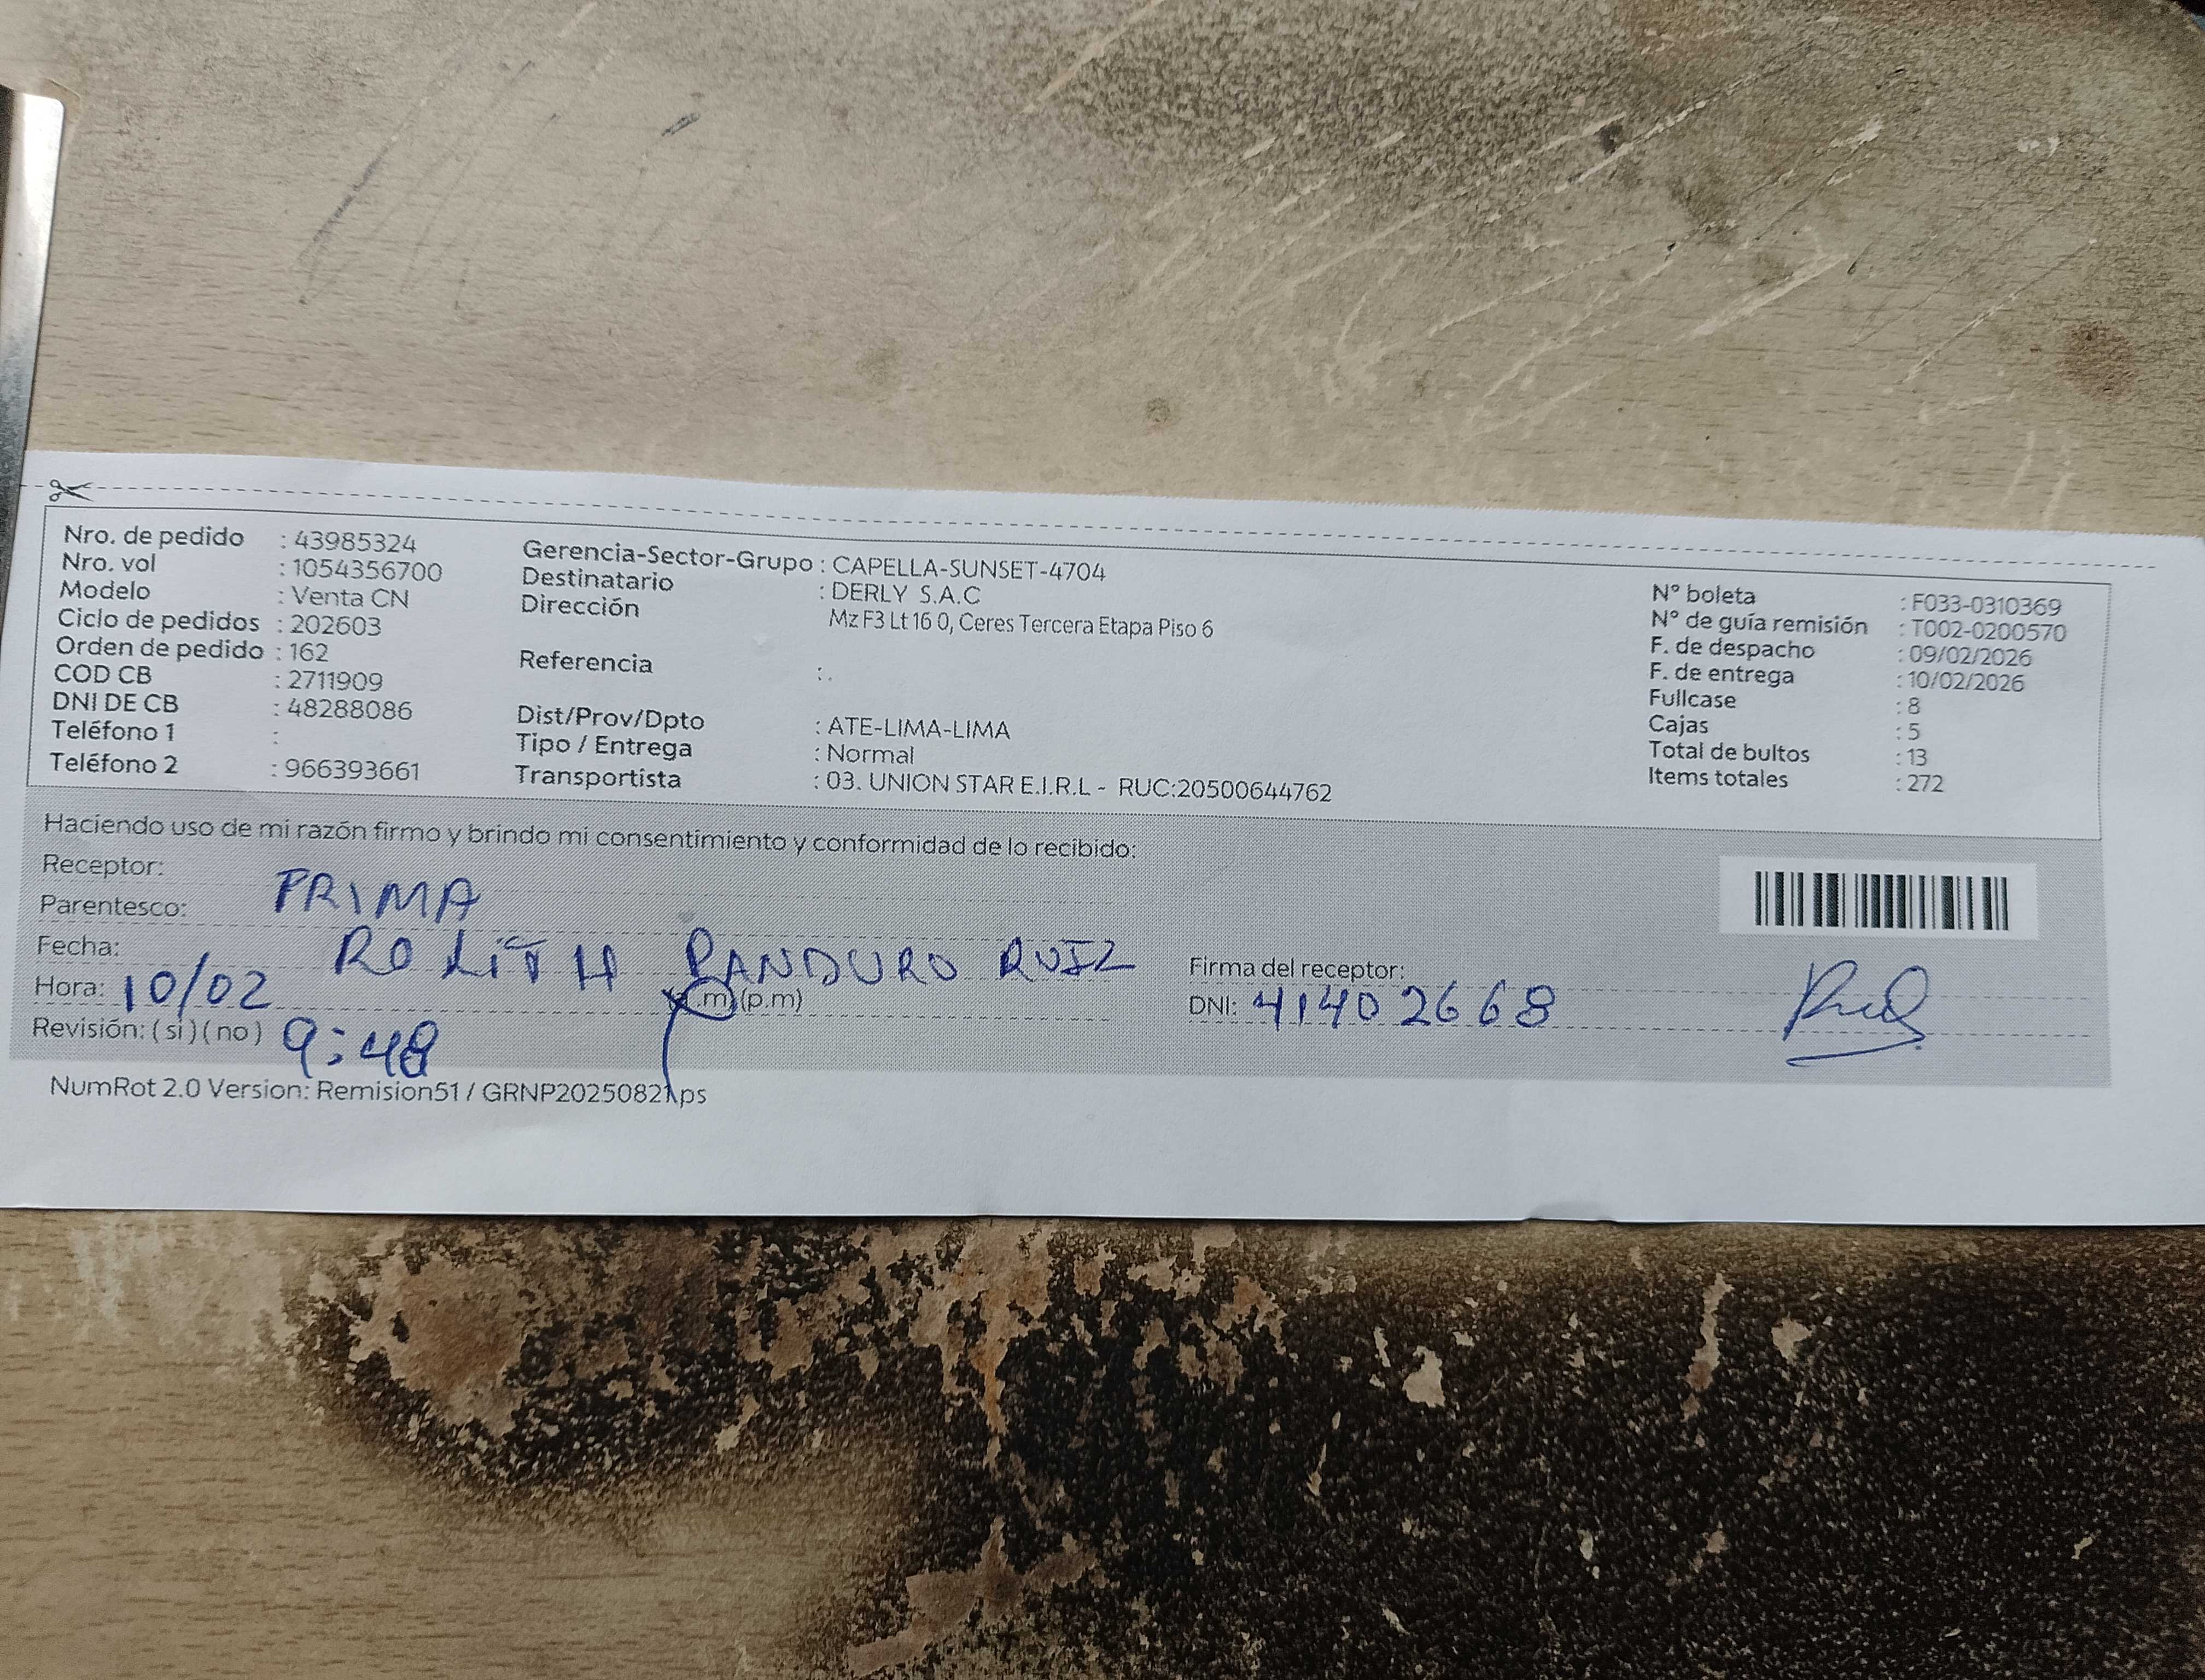 Nro. de pedido : 43985324
Nro. vol : 1054356700
Modelo : Venta CN
Ciclo de pedidos : 202603
Orden de pedido : 162
COD CB : 2711909
DNI DE CB : 48288086
Teléfono 1 :
Teléfono 2 : 966393661
Gerencia-Sector-Grupo : CAPELLA-SUNSET-4704
Destinatario : DERLY S.A.C
Dirección Mz F3 Lt 16 0, Ceres Tercera Etapa Piso 6
Referencia : .
Dist/Prov/Dpto : ATE-LIMA-LIMA
Tipo / Entrega : Normal
Transportista : 03. UNION STAR E.I.R.L - RUC:20500644762
N° boleta : F033-0310369
N° de guía remisión : T002-0200570
F. de despacho : 09/02/2026
F. de entrega : 10/02/2026
Fullcase : 8
Cajas : 5
Total de bultos : 13
Items totales : 272
Haciendo uso de mi razón firmo y brindo mi consentimiento y conformidad de lo recibido:
Receptor:
Parentesco: PRIMA
Fecha: ROLITH PANDURO RUIZ
Hora: 10/02 (a.m) (p.m)
Revisión: (si) (no) 9:48
Firma del receptor:
DNI: 41402668
NumRot 2.0 Version: Remision51 / GRNP20250821.ps